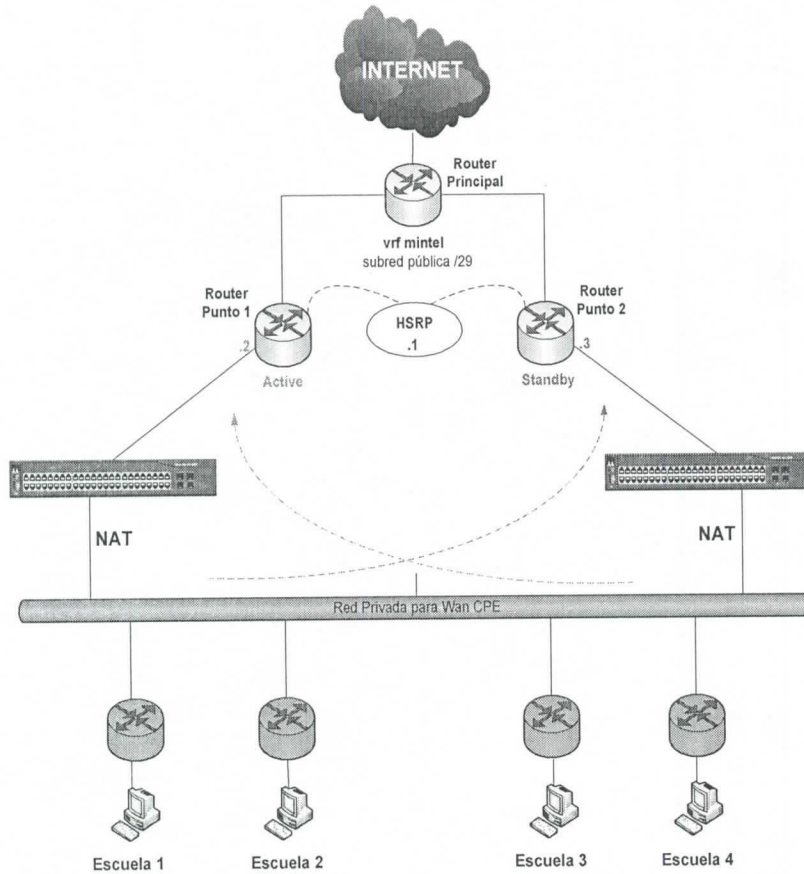 INTERNET
Router
Principal
vrf mintel
subred pública /29
Router
Punto 1
HSRP
.1
Router
Punto 2
.2
.3
Active
Standby
NAT
NAT
Red Privada para Wan CPE
Escuela 1
Escuela 2
Escuela 3
Escuela 4